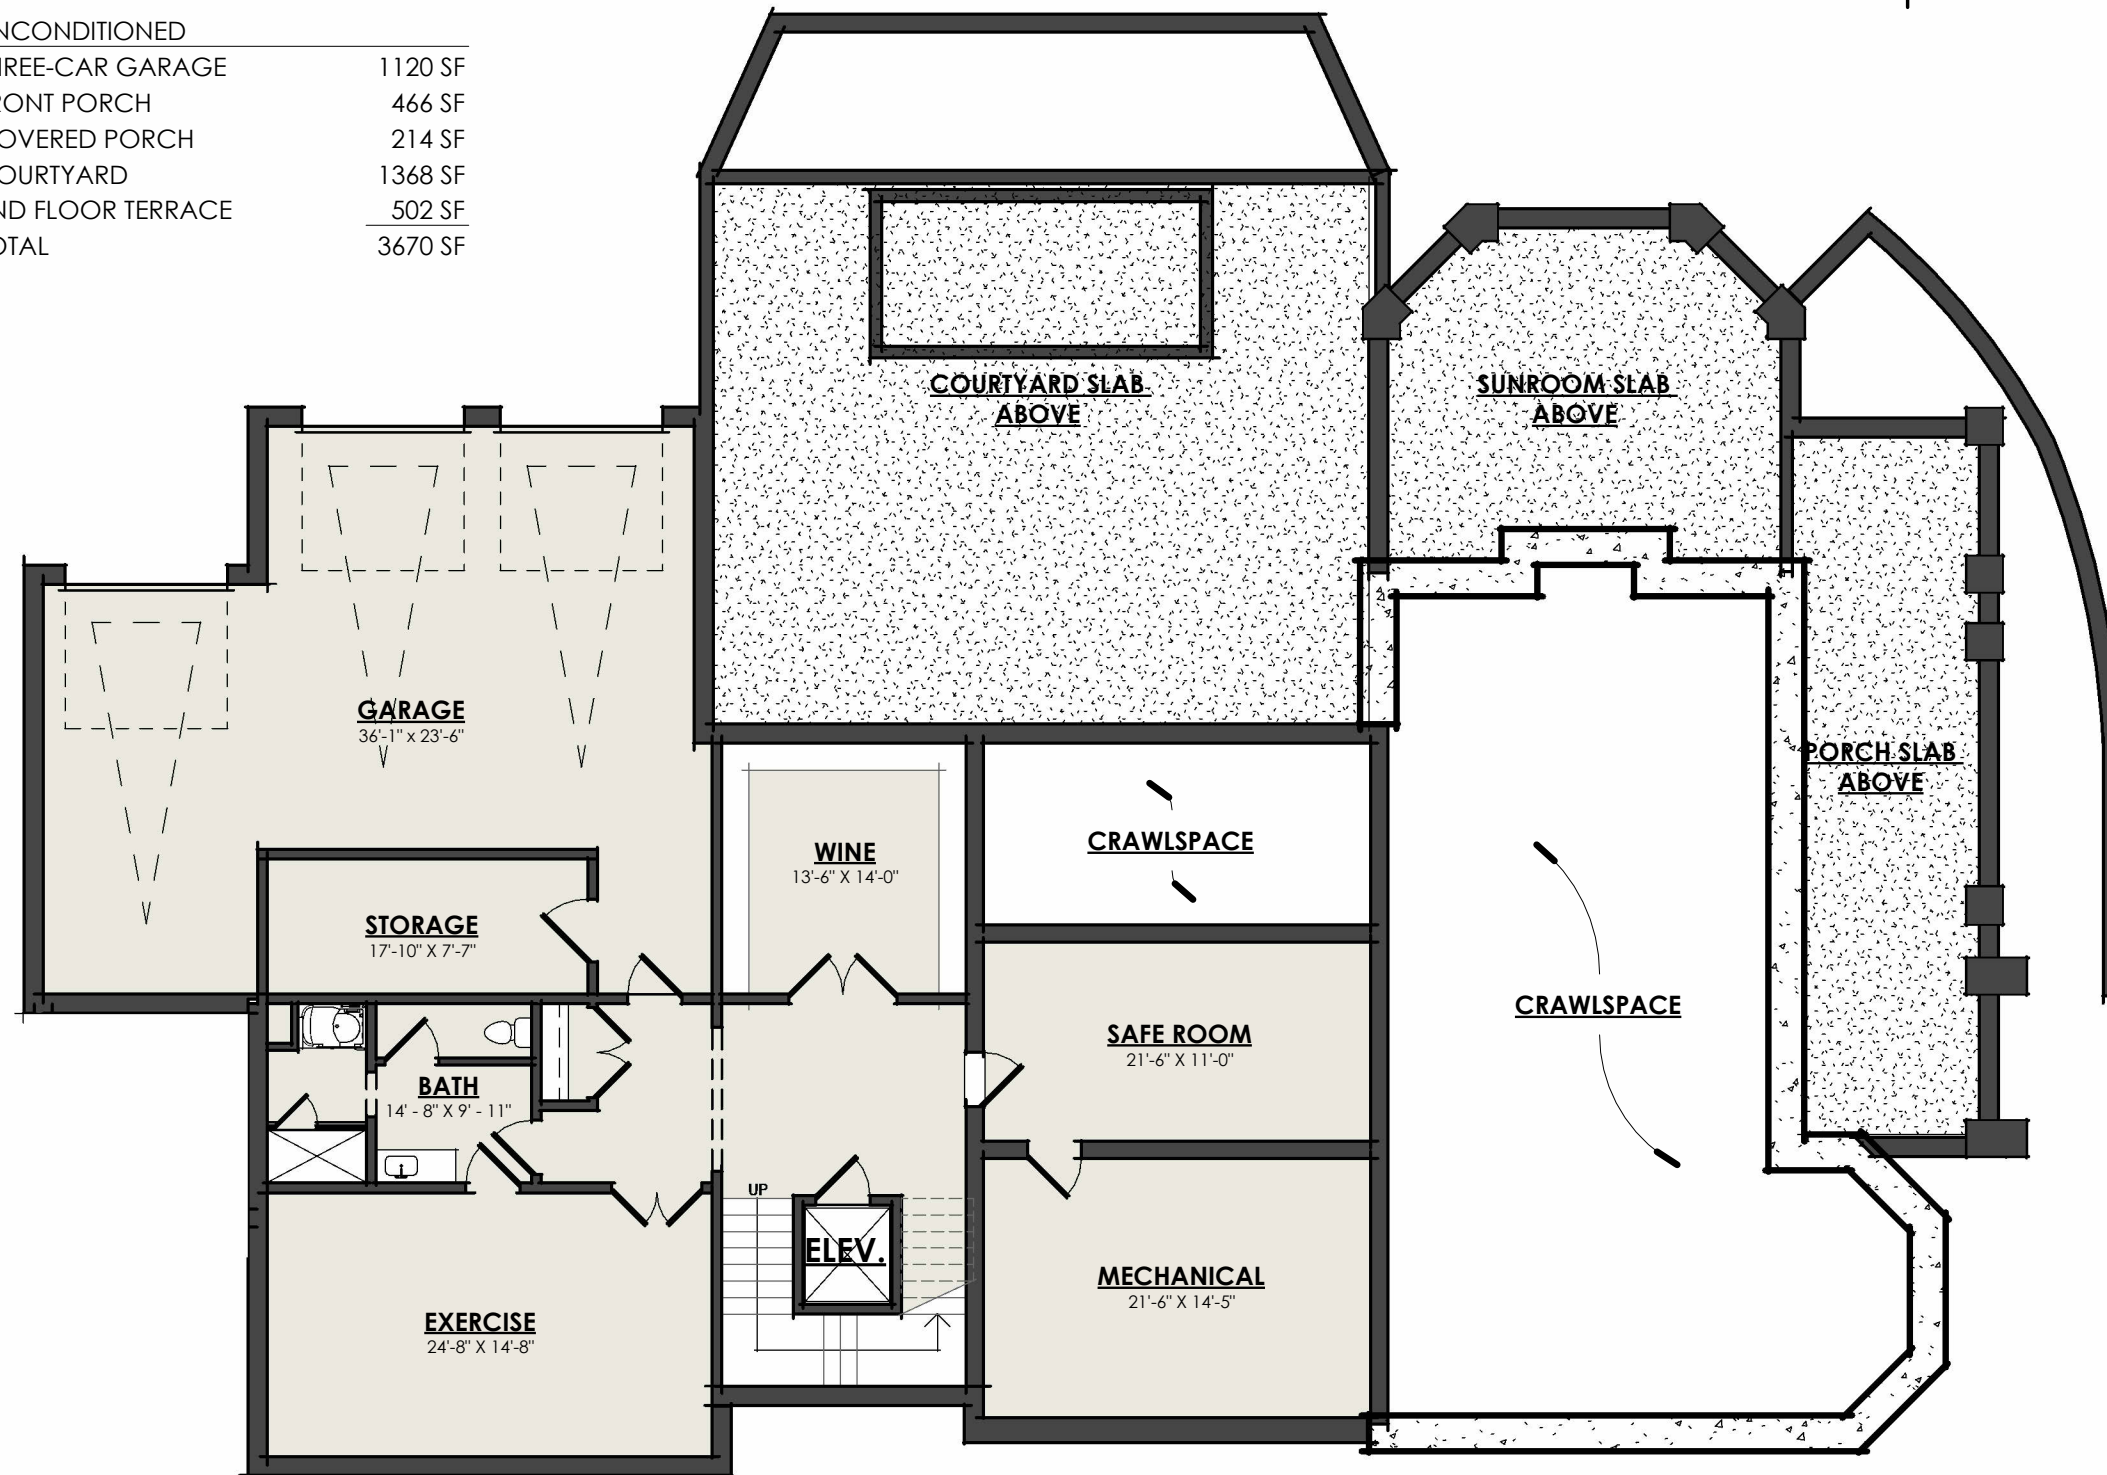 NCONDITIONED
IREE-CAR GARAGE 1120 SF
RONT PORCH 466 SF
OVERED PORCH 214 SF
OURTYARD 1368 SF
ND FLOOR TERRACE 502 SF
OTAL 3670 SF
COURTYARD SLAB
ABOVE
SUNROOM SLAB
ABOVE
GARAGE
36'-1" x 23'-6"
PORCH SLAB
ABOVE
WINE
13'-6" X 14'-0"
CRAWLSPACE
STORAGE
17'-10" X 7'-7"
CRAWLSPACE
SAFE ROOM
21'-6" X 11'-0"
BATH
14' - 8" X 9' - 11"
UP
ELEV.
MECHANICAL
21'-6" X 14'-5"
EXERCISE
24'-8" X 14'-8"